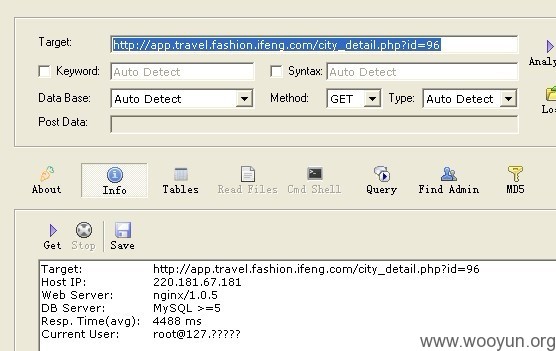 Target: http://app.travel.fashion.ifeng.com/city_detail.php?id=96
Keyword: Auto Detect Syntax: Auto Detect
Data Base: Auto Detect Method: GET Type: Auto Detect
Post Data:
About Info Tables Read Files Cmd Shell Query Find Admin MD5
Get Stop Save
Target: http://app.travel.fashion.ifeng.com/city_detail.php?id=96
Host IP: 220.181.67.181
Web Server: nginx/1.0.5
DB Server: MySQL >=5
Resp. Time(avg): 4488 ms
Current User: root@127.?????
www.wooyun.org